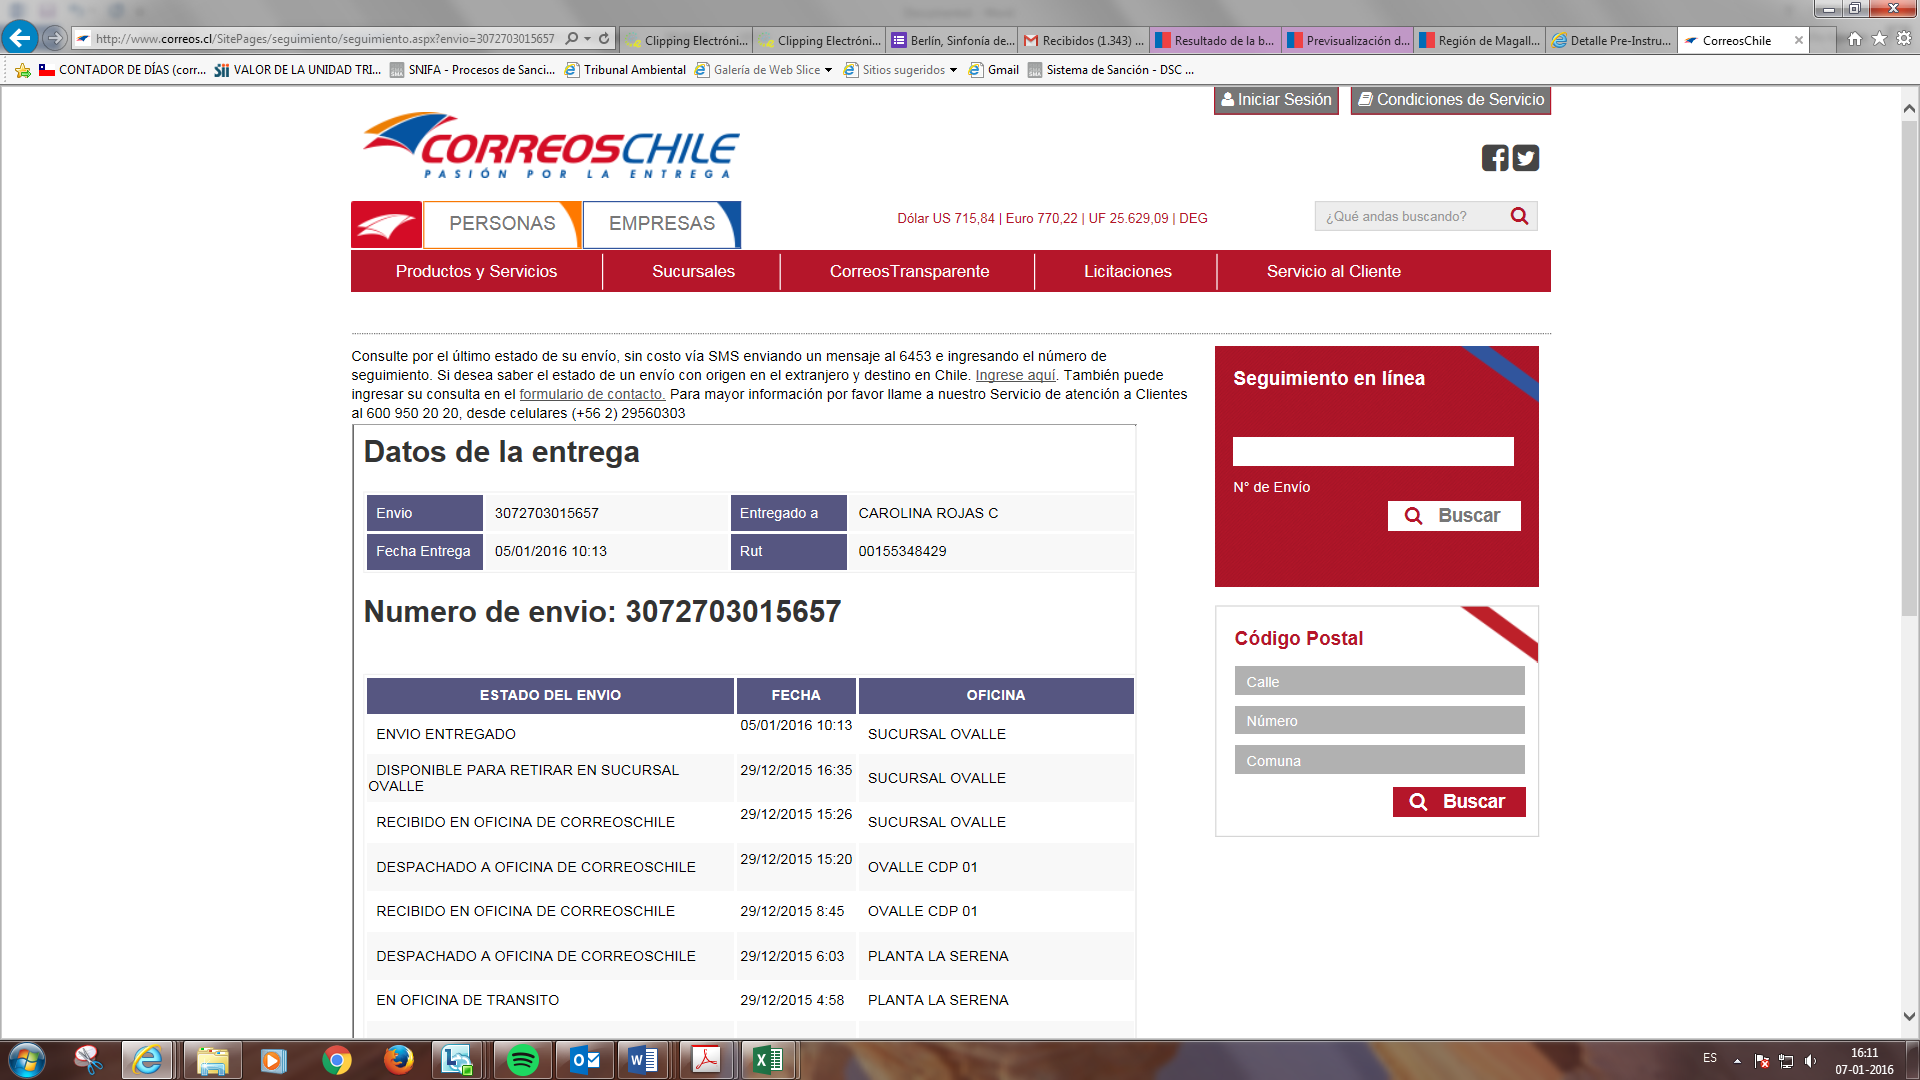 http://www.correos.cl/SitePages/seguimiento/seguimiento.aspx?envio=3072703015657
Clipping Electróni...
Clipping Electróni...
Berlín, Sinfonía de...
Recibidos (1.343) ...
Resultado de la b...
Previsualización d...
Región de Magall...
Detalle Pre-Instru...
CorreosChile
CONTADOR DE DÍAS (corr...
VALOR DE LA UNIDAD TRI...
SNIFA - Procesos de Sanci...
Tribunal Ambiental
Galería de Web Slice
Sitios sugeridos
Gmail
Sistema de Sanción - DSC ...
Iniciar Sesión
Condiciones de Servicio
CORREOSCHILE
PASIÓN POR LA ENTREGA
PERSONAS
EMPRESAS
Dólar US 715,84 | Euro 770,22 | UF 25.629,09 | DEG
¿Qué andas buscando?
Productos y Servicios
Sucursales
CorreosTransparente
Licitaciones
Servicio al Cliente
Consulte por el último estado de su envío, sin costo vía SMS enviando un mensaje al 6453 e ingresando el número de
seguimiento. Si desea saber el estado de un envío con origen en el extranjero y destino en Chile. Ingrese aquí. También puede
ingresar su consulta en el formulario de contacto. Para mayor información por favor llame a nuestro Servicio de atención a Clientes
al 600 950 20 20, desde celulares (+56 2) 29560303
Datos de la entrega
Envio 3072703015657 Entregado a CAROLINA ROJAS C
Fecha Entrega 05/01/2016 10:13 Rut 00155348429
Numero de envio: 3072703015657
ESTADO DEL ENVIO FECHA OFICINA
ENVIO ENTREGADO 05/01/2016 10:13 SUCURSAL OVALLE
DISPONIBLE PARA RETIRAR EN SUCURSAL
OVALLE 29/12/2015 16:35 SUCURSAL OVALLE
RECIBIDO EN OFICINA DE CORREOSCHILE 29/12/2015 15:26 SUCURSAL OVALLE
DESPACHADO A OFICINA DE CORREOSCHILE 29/12/2015 15:20 OVALLE CDP 01
RECIBIDO EN OFICINA DE CORREOSCHILE 29/12/2015 8:45 OVALLE CDP 01
DESPACHADO A OFICINA DE CORREOSCHILE 29/12/2015 6:03 PLANTA LA SERENA
EN OFICINA DE TRANSITO 29/12/2015 4:58 PLANTA LA SERENA
Seguimiento en línea
N° de Envío
Buscar
Código Postal
Calle
Número
Comuna
Buscar
ES
16:11
07-01-2016